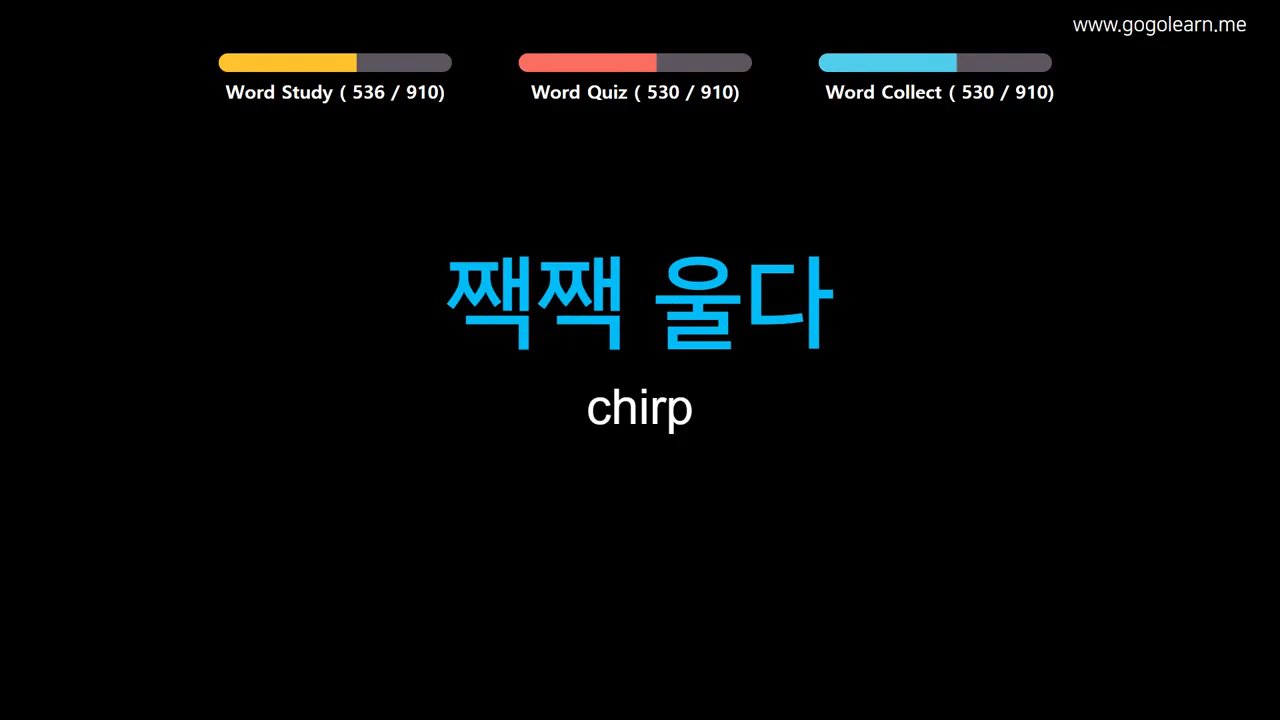 www.gogolearn.me
Word Study ( 536 / 910)
Word Quiz ( 530 / 910)
Word Collect ( 530 / 910)
짹짹 울다
chirp